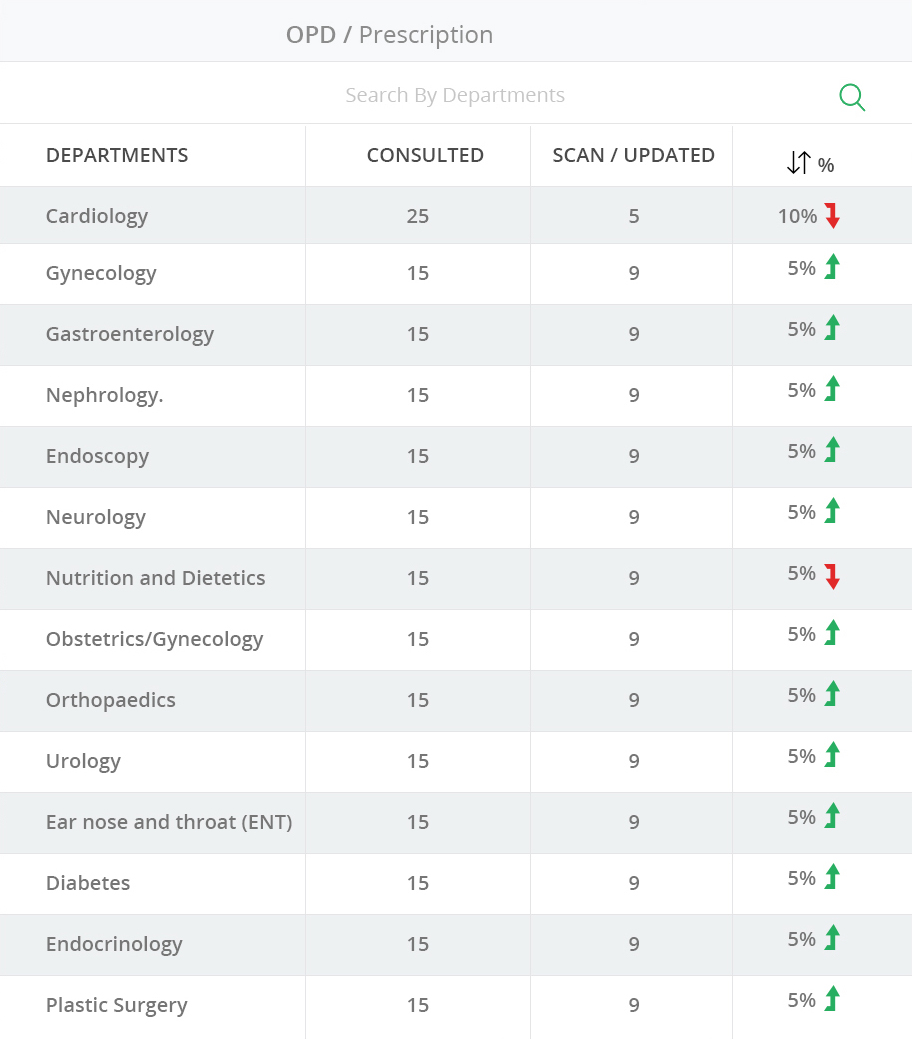 OPD / Prescription
Search By Departments
DEPARTMENTS CONSULTED SCAN / UPDATED %
Cardiology 25 5 10%
Gynecology 15 9 5%
Gastroenterology 15 9 5%
Nephrology. 15 9 5%
Endoscopy 15 9 5%
Neurology 15 9 5%
Nutrition and Dietetics 15 9 5%
Obstetrics/Gynecology 15 9 5%
Orthopaedics 15 9 5%
Urology 15 9 5%
Ear nose and throat (ENT) 15 9 5%
Diabetes 15 9 5%
Endocrinology 15 9 5%
Plastic Surgery 15 9 5%